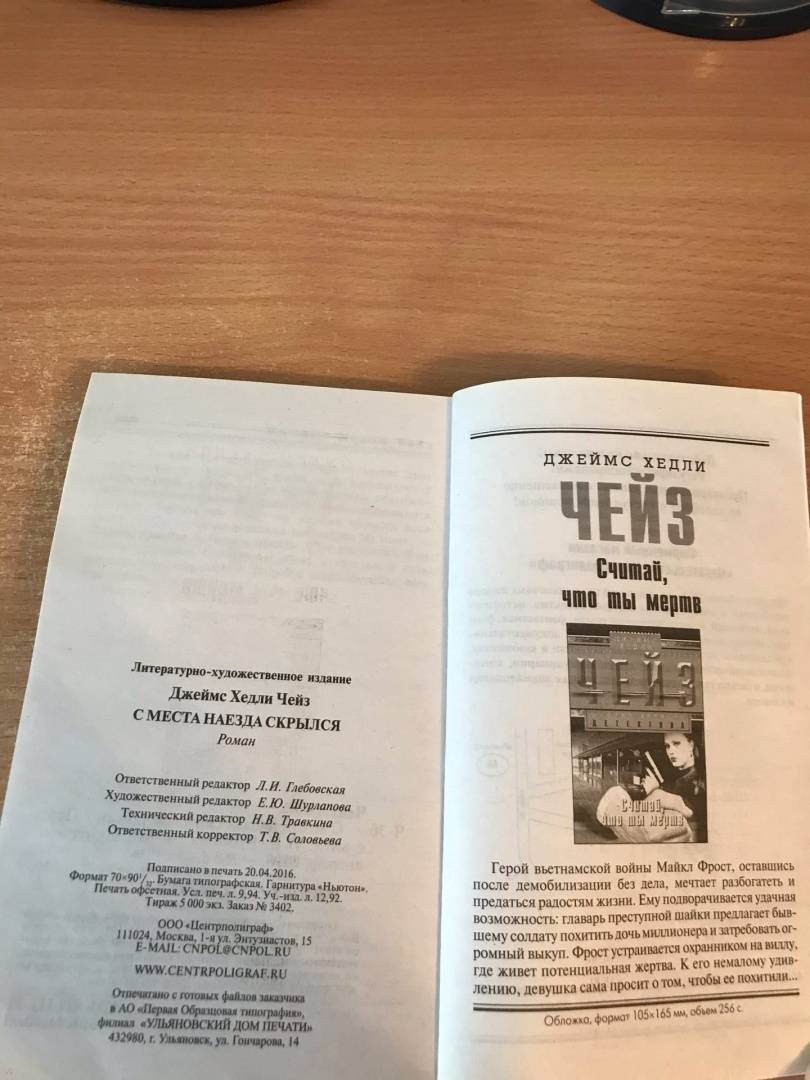 Литературно-художественное издание
Джеймс Хедли Чейз
С МЕСТА НАЕЗДА СКРЫЛСЯ
Роман
Ответственный редактор Л.И. Глебовская
Художественный редактор Е.Ю. Шурлапова
Технический редактор Н.В. Травкина
Ответственный корректор Т.В. Соловьева
Подписано в печать 20.04.2016.
Формат 70×90 1/32. Бумага типографская. Гарнитура «Ньютон».
Печать офсетная. Усл. печ. л. 9,94. Уч.-изд. л. 12,92.
Тираж 5 000 экз. Заказ № 3402.
ООО «Центрполиграф»
111024, Москва, 1-я ул. Энтузиастов, 15
E-MAIL: CNPOL@CNPOL.RU
WWW.CENTRPOLIGRAF.RU
Отпечатано с готовых файлов заказчика
в АО «Первая Образцовая типография»,
филиал «УЛЬЯНОВСКИЙ ДОМ ПЕЧАТИ»
432980, г. Ульяновск, ул. Гончарова, 14
ДЖЕЙМС ХЕДЛИ
ЧЕЙЗ
Считай,
что ты мертв
ЧЕЙЗ
ДЕТЕКТИВА
Считай,
что ты мертв
Герой вьетнамской войны Майкл Фрост, оставшись
после демобилизации без дела, мечтает разбогатеть и
предаться радостям жизни. Ему подворачивается удачная
возможность: главарь преступной шайки предлагает быв-
шему солдату похитить дочь миллионера и затребовать ог-
ромный выкуп. Фрост устраивается охранником на виллу,
где живет потенциальная жертва. К его немалому удив-
лению, девушка сама просит о том, чтобы ее похитили...
Обложка, формат 105×165 мм, объем 256 с.